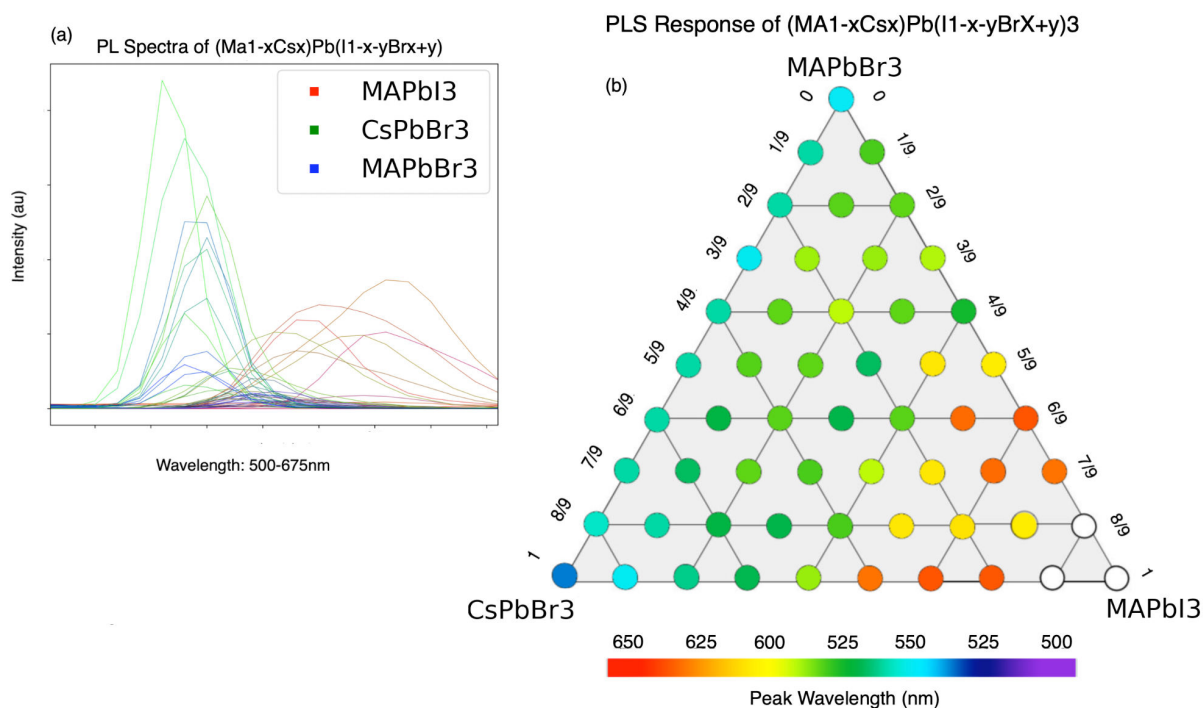 PLS Response of (MA1-xCsx)Pb(I1-x-yBrX+y)3
(a)
PL Spectra of (Ma1-xCsx)Pb(I1-x-yBrx+y)
MAPbI3
CsPbBr3
MAPbBr3
Intensity (au)
Wavelength: 500-675nm
(b)
MAPbBr3
0
0
1/9
1/9
2/9
2/9
3/9
3/9
4/9
4/9
5/9
5/9
6/9
6/9
7/9
7/9
8/9
8/9
1
1
CsPbBr3
MAPbI3
650 625 600 525 550 525 500
Peak Wavelength (nm)